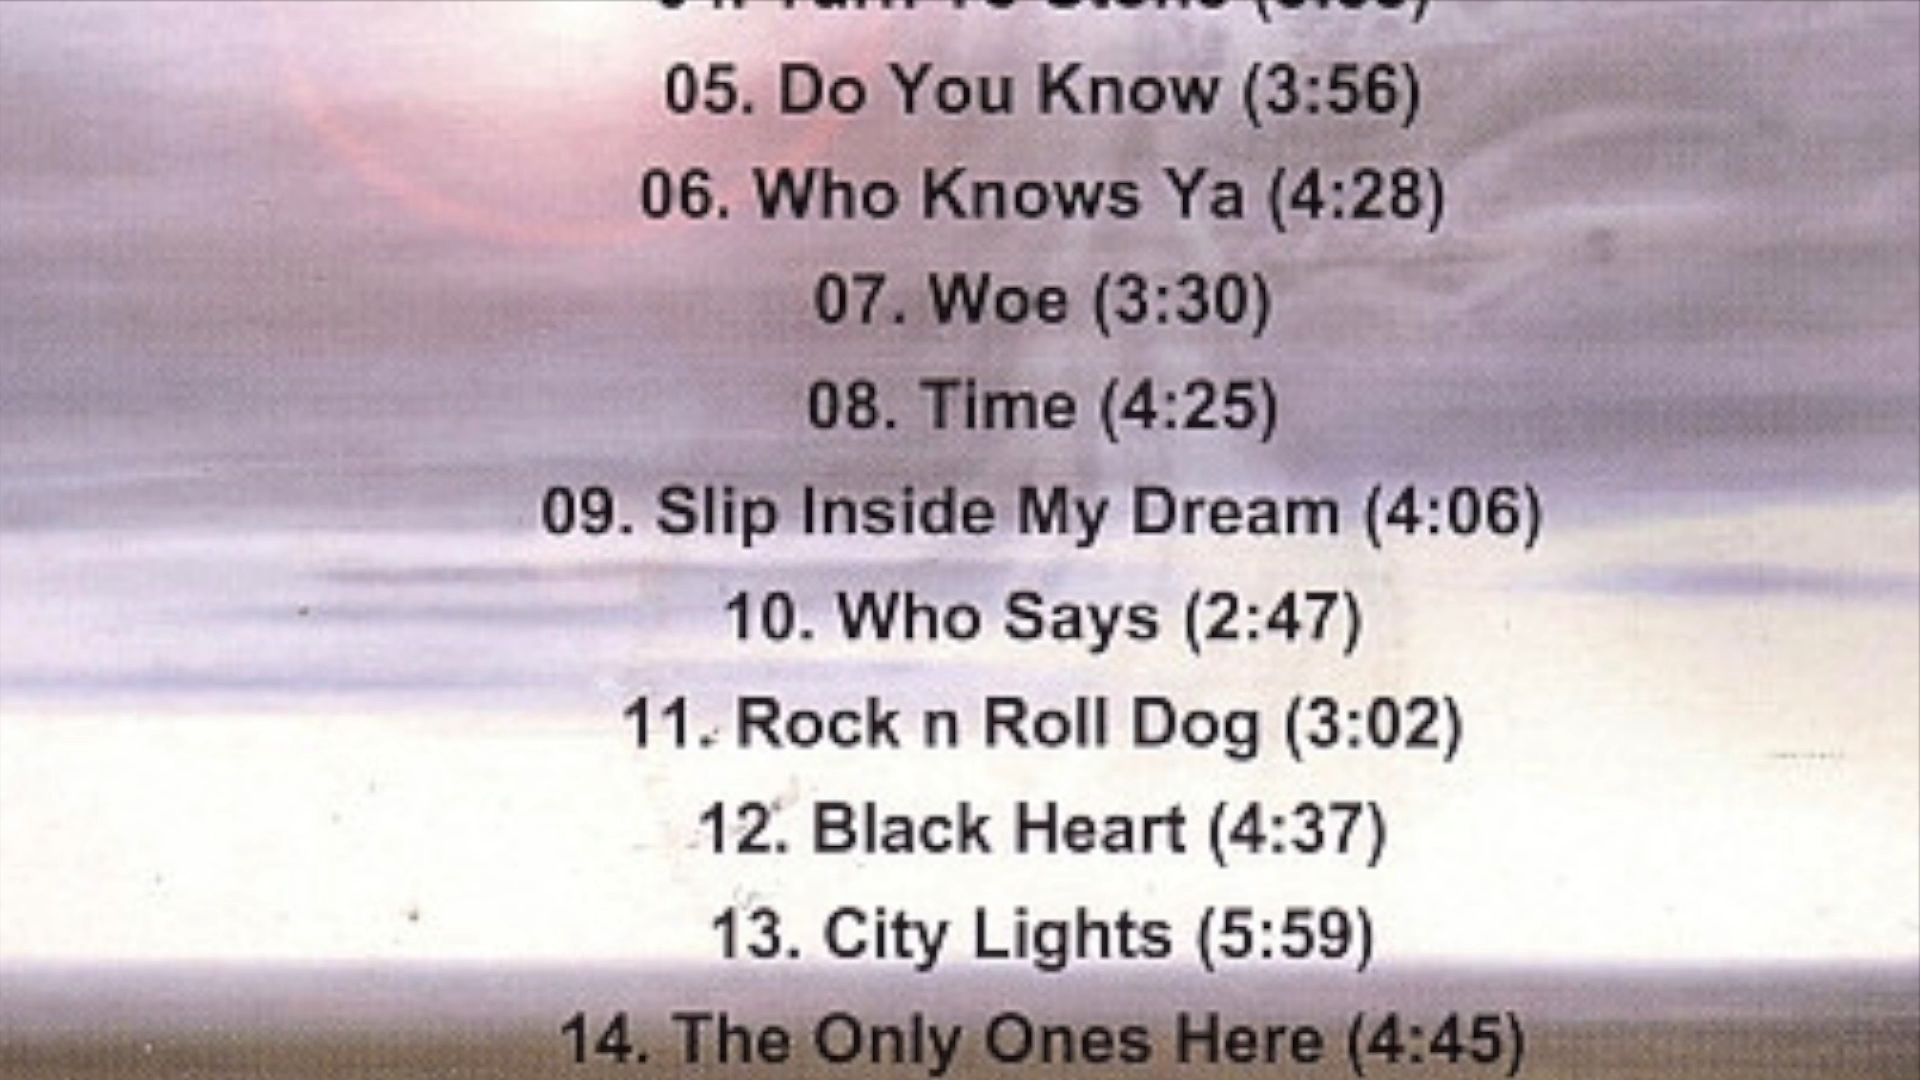 05. Do You Know (3:56)
06. Who Knows Ya (4:28)
07. Woe (3:30)
08. Time (4:25)
09. Slip Inside My Dream (4:06)
10. Who Says (2:47)
11. Rock n Roll Dog (3:02)
12. Black Heart (4:37)
13. City Lights (5:59)
14. The Only Ones Here (4:45)